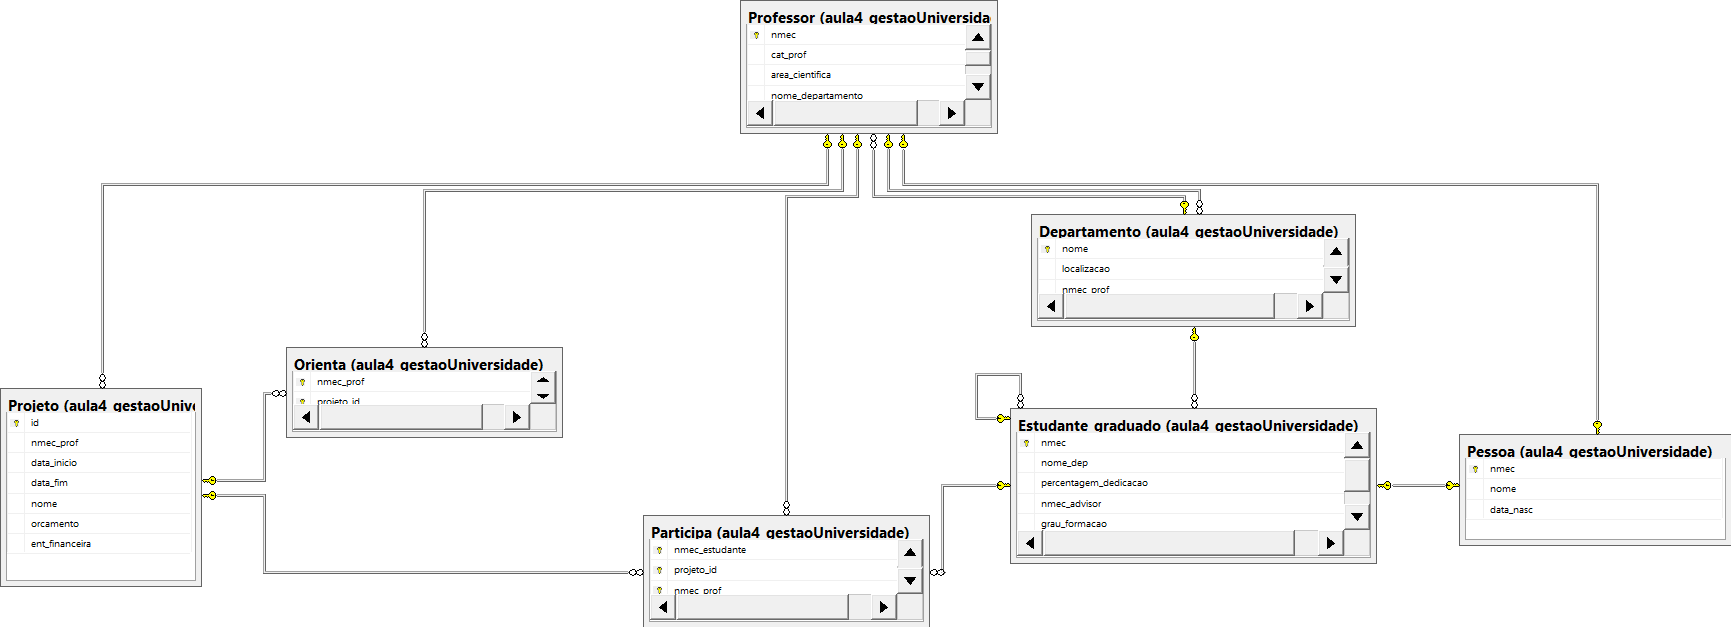 Professor (aula4_gestaoUniversida
nmec
cat_prof
area_cientifica
nome_departamento
Departamento (aula4_gestaoUniversidade)
nome
localizacao
nmec_prof
Orienta (aula4_gestaoUniversidade)
nmec_prof
projeto_id
Projeto (aula4_gestaoUnive
id
nmec_prof
data_inicio
data_fim
nome
orcamento
ent_financeira
Estudante_graduado (aula4_gestaoUniversidade)
nmec
nome_dep
percentagem_dedicacao
nmec_advisor
grau_formacao
Pessoa (aula4_gestaoUniversidade)
nmec
nome
data_nasc
Participa (aula4_gestaoUniversidade)
nmec_estudante
projeto_id
nmec_prof